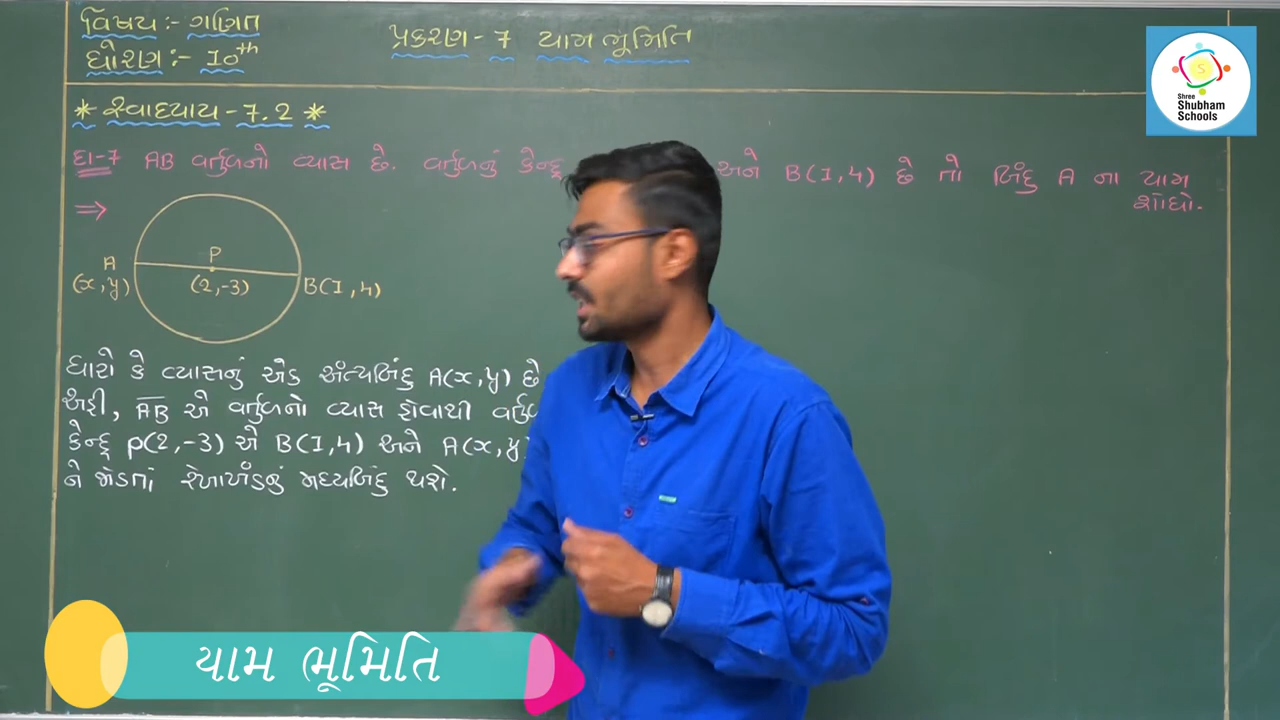 વિષય:- ગણિત
ધોરણ:- 10th
પ્રકરણ - 7 યામ ભૂમિતિ
* સ્વાધ્યાય - 7.2 *
દા-7 AB વર્તુળનો વ્યાસ છે. વર્તુળનું કેન્દ્ર અને B(1,4) છે તો બિંદુ A ના યામ
શોધો.
⇒
P
A
(x,y)
(2,-3)
B(1,4)
ધારો કે વ્યાસનું એક અંત્યબિંદુ A(x,y) છે
અહી, AB એ વર્તુળનો વ્યાસ હોવાથી
કેન્દ્ર P(2,-3) એ B(1,4) અને A(x,y)
ને જોડતાં રેખાખંડનું મધ્યબિંદુ થશે.
યામ ભૂમિતિ
S
Shree
Shubham
Schools